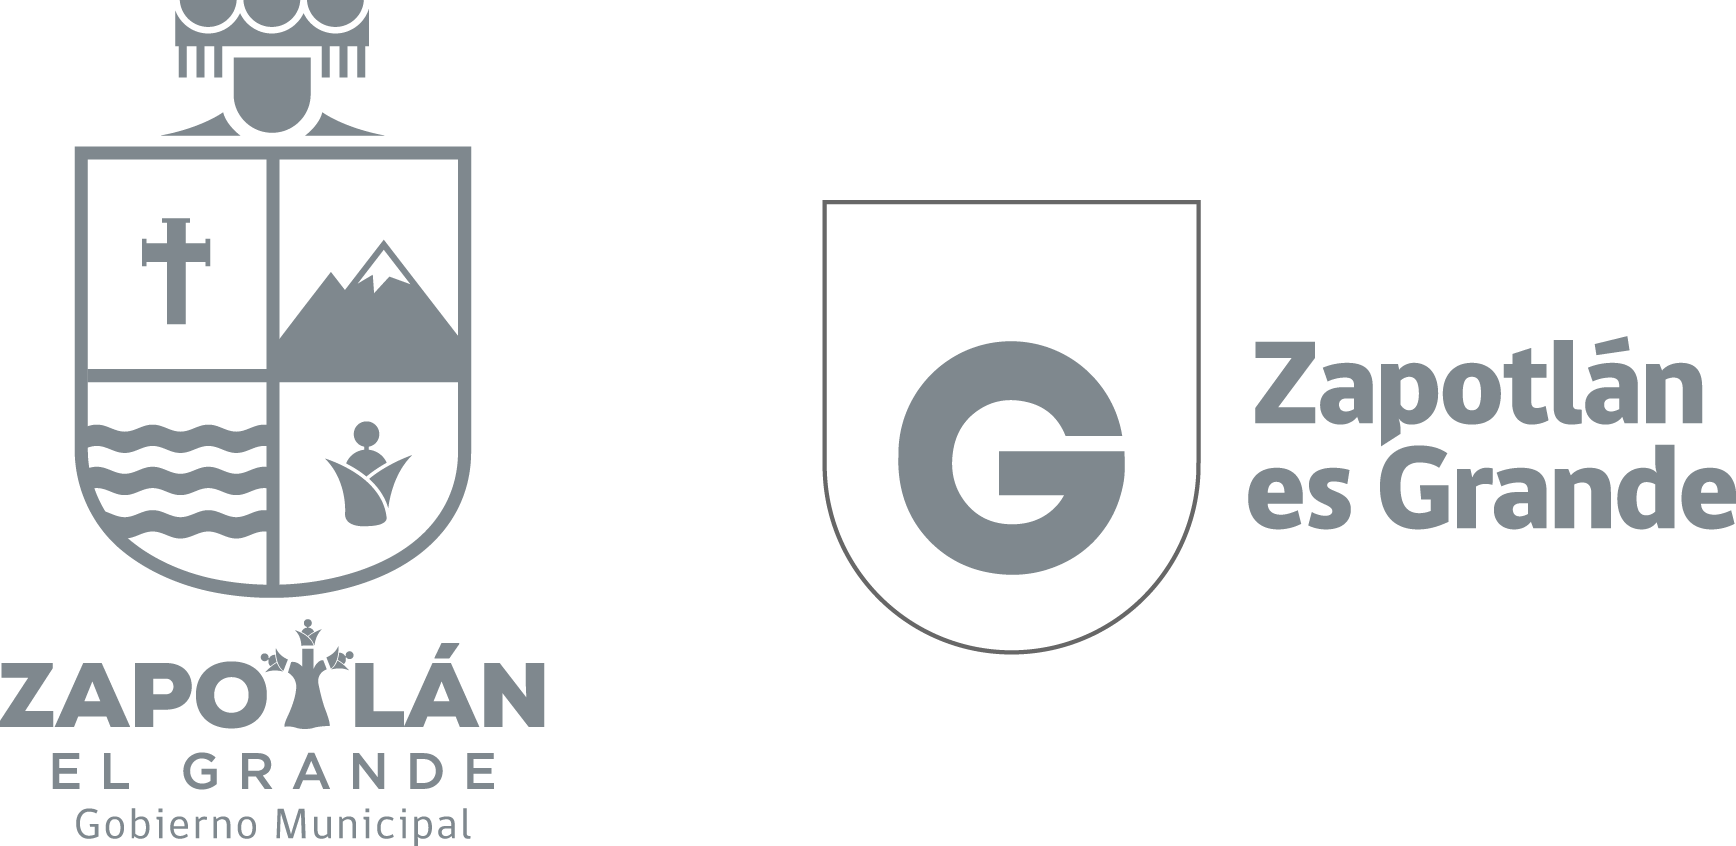 ZAPOTLÁN
EL GRANDE
Gobierno Municipal
G
Zapotlán
es Grande